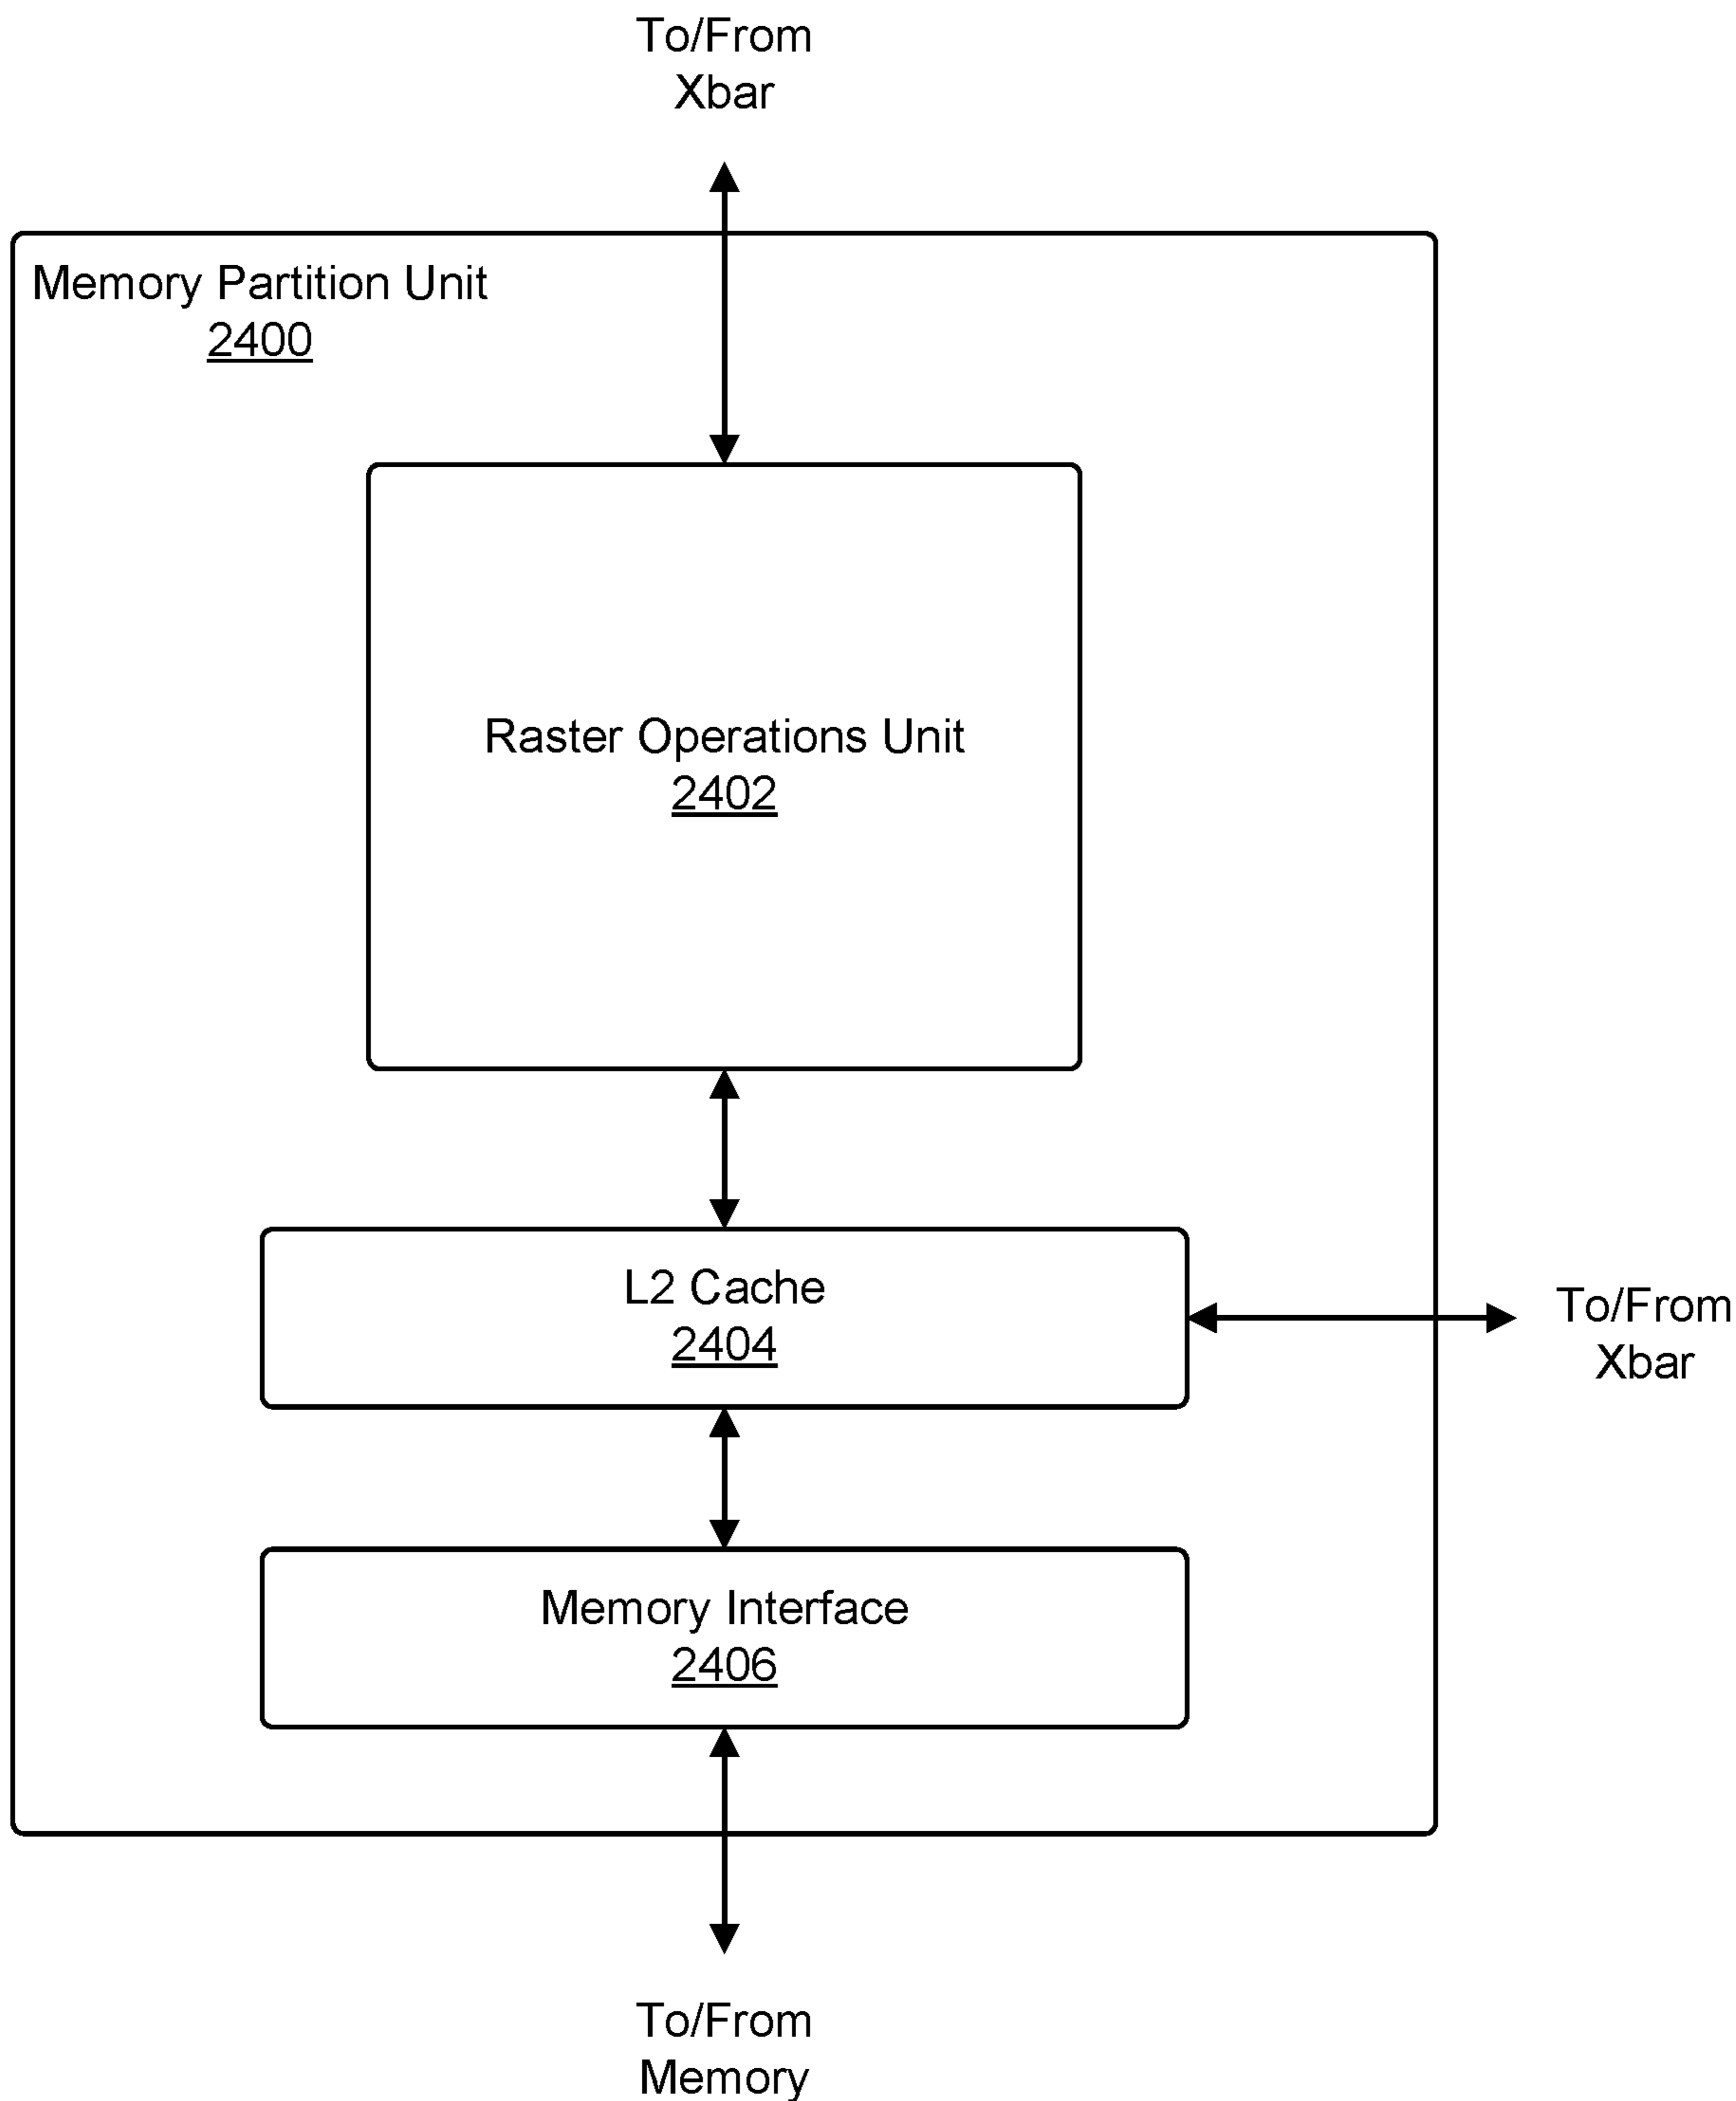 To/From
Xbar
Memory Partition Unit
2400
Raster Operations Unit
2402
L2 Cache
2404
To/From
Xbar
Memory Interface
2406
To/From
Memory